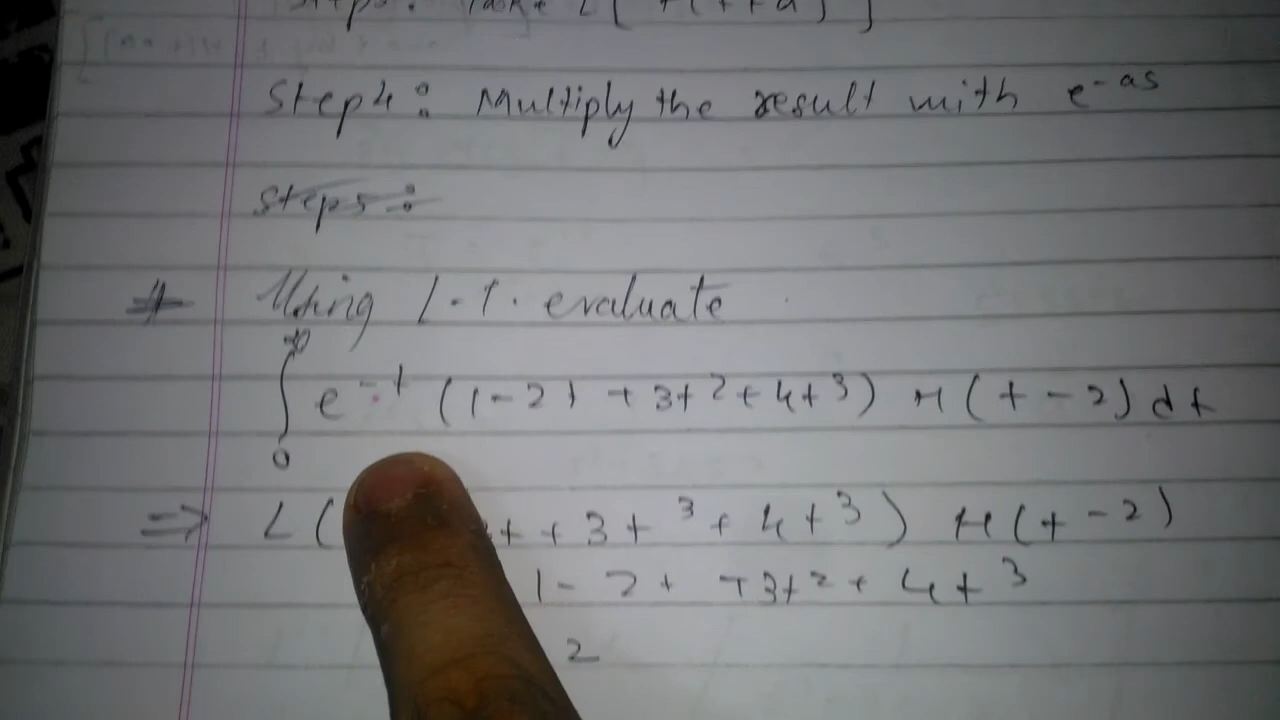 Step4: Multiply the result with e^-as
Steps:
# Using L.T. evaluate
∫₀^∞ e^-t (1-2t + 3t² + 4t³) H(t-2) dt
=> L( t + 3t³ + 4t³) H(t-2)
1-2t +3t² + 4t³
2